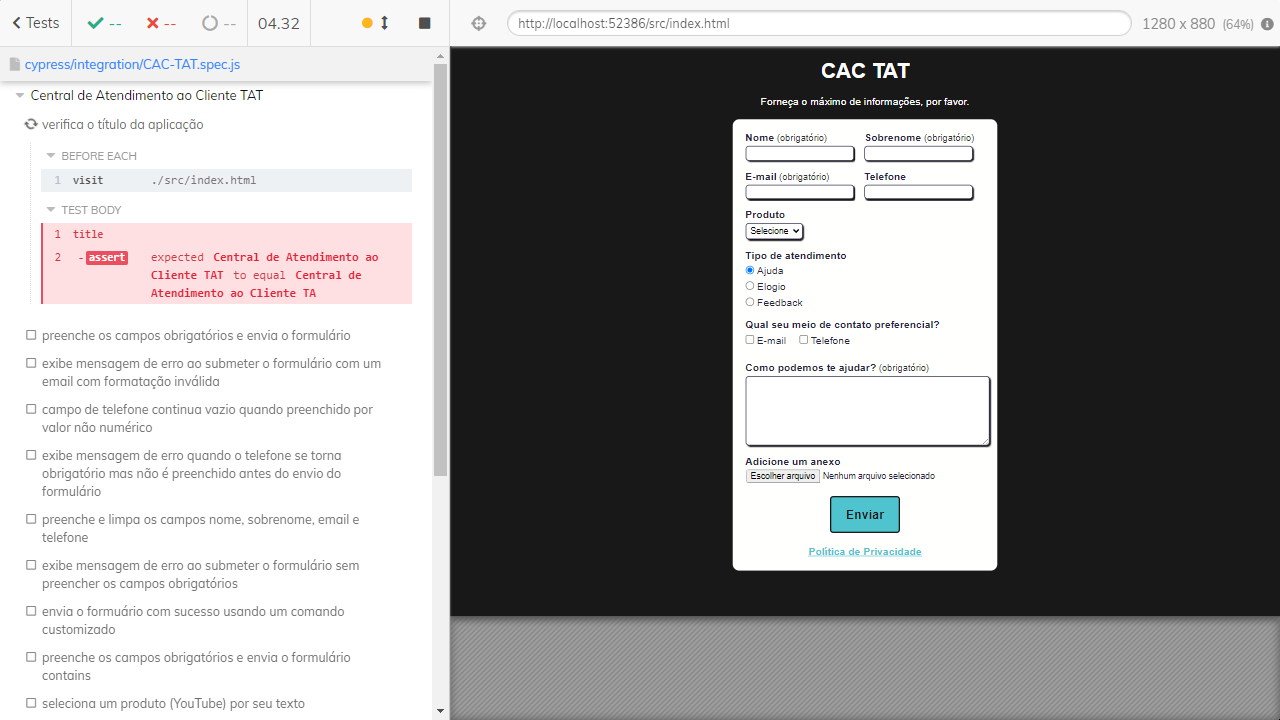 Tests
--
--
--
04.32
http://localhost:52386/src/index.html
1280 x 880 (64%)
cypress/integration/CAC-TAT.spec.js
Central de Atendimento ao Cliente TAT
verifica o título da aplicação
BEFORE EACH
1 visit ./src/index.html
TEST BODY
1 title
2 -assert expected Central de Atendimento ao
Cliente TAT to equal Central de
Atendimento ao Cliente TA
preenche os campos obrigatórios e envia o formulário
exibe mensagem de erro ao submeter o formulário com um
email com formatação inválida
campo de telefone continua vazio quando preenchido por
valor não numérico
exibe mensagem de erro quando o telefone se torna
obrigatório mas não é preenchido antes do envio do
formulário
preenche e limpa os campos nome, sobrenome, email e
telefone
exibe mensagem de erro ao submeter o formulário sem
preencher os campos obrigatórios
envia o formuário com sucesso usando um comando
customizado
preenche os campos obrigatórios e envia o formulário
contains
seleciona um produto (YouTube) por seu texto
CAC TAT
Forneça o máximo de informações, por favor.
Nome (obrigatório) Sobrenome (obrigatório)
E-mail (obrigatório) Telefone
Produto
Selecione
Tipo de atendimento
Ajuda
Elogio
Feedback
Qual seu meio de contato preferencial?
E-mail Telefone
Como podemos te ajudar? (obrigatório)
Adicione um anexo
Escolher arquivo Nenhum arquivo selecionado
Enviar
Política de Privacidade